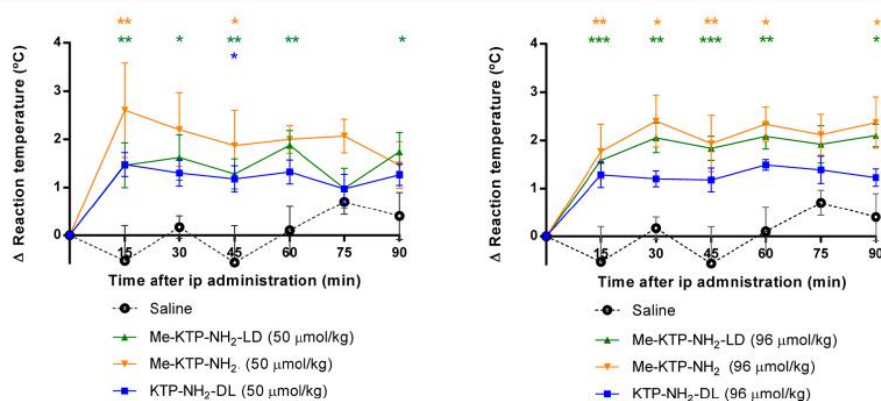 ** *
** * ** ** *
*
4
3
2
1
0
15 30 45 60 75 90
Δ Reaction temperature (ºC)
Time after ip administration (min)
Saline
Me-KTP-NH2-LD (50 μmol/kg)
Me-KTP-NH2. (50 μmol/kg)
KTP-NH2-DL (50 μmol/kg)
** * ** * *
*** ** *** ** *
4
3
2
1
0
15 30 45 60 75 90
Δ Reaction temperature (ºC)
Time after ip admnistration (min)
Saline
Me-KTP-NH2-LD (96 μmol/kg)
Me-KTP-NH2 (96 μmol/kg)
KTP-NH2-DL (96 μmol/kg)